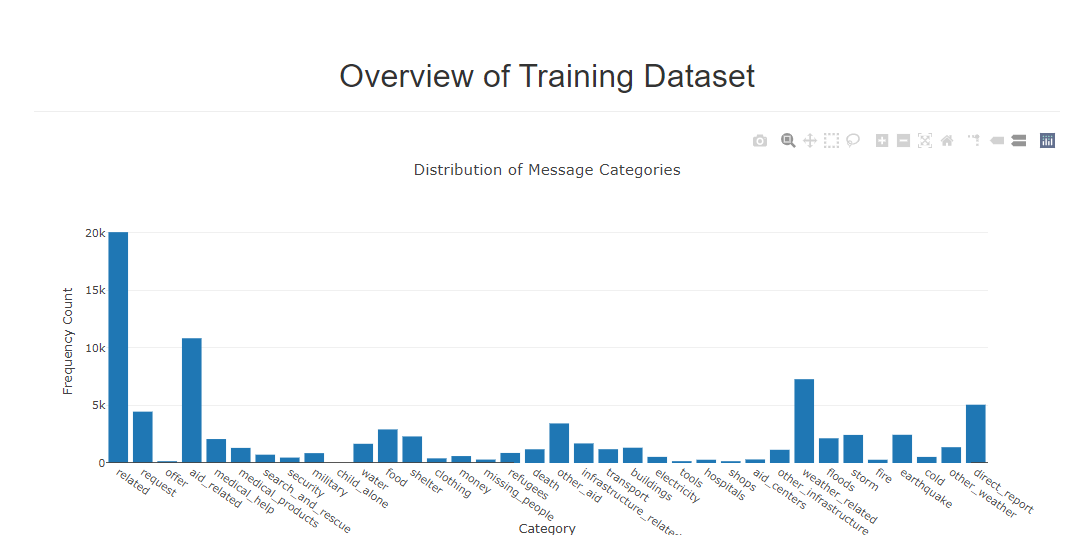 Overview of Training Dataset
Distribution of Message Categories
Frequency Count
20k
15k
10k
5k
0
related
request
offer
aid_related
medical_help
medical_products
search_and_rescue
security
military
child_alone
water
food
shelter
clothing
money
missing_people
refugees
death
other_aid
infrastructure_related
transport
buildings
electricity
tools
hospitals
shops
aid_centers
other_infrastructure
weather_related
floods
storm
fire
earthquake
cold
other_weather
direct_report
Category